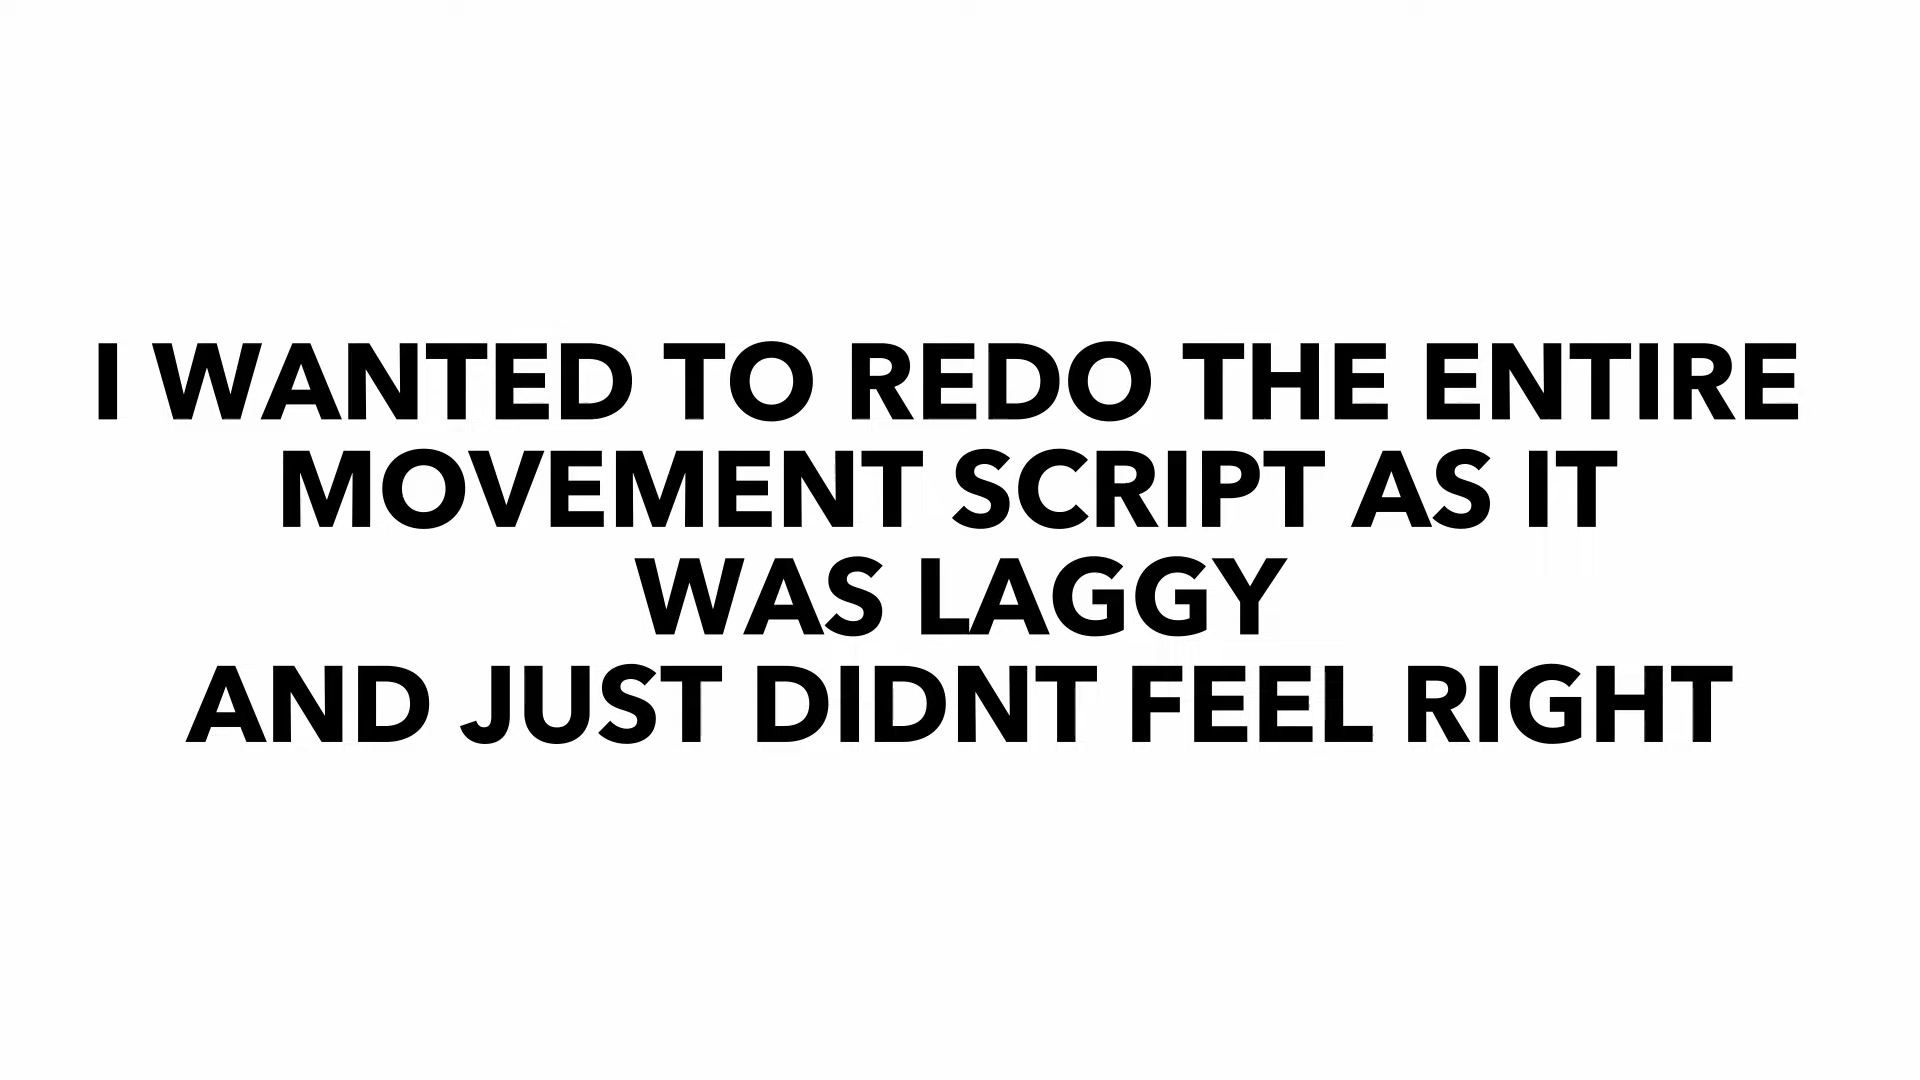 I WANTED TO REDO THE ENTIRE
MOVEMENT SCRIPT AS IT
WAS LAGGY
AND JUST DIDNT FEEL RIGHT